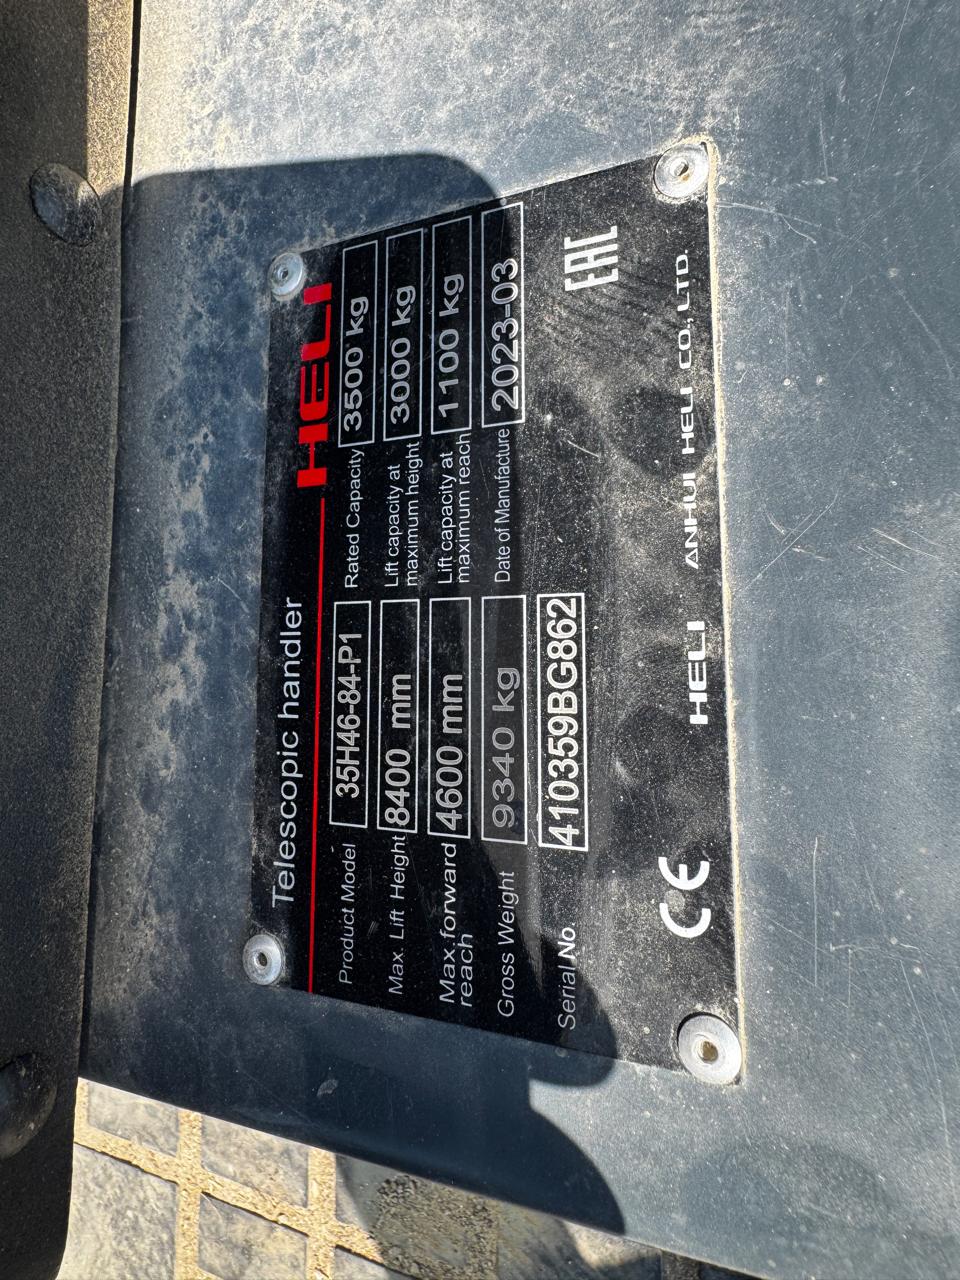 Telescopic handler HELI
Product Model 35H46-84-P1 Rated Capacity 3500 kg
Max. Lift Height 8400 mm Lift capacity at maximum height 3000 kg
Max. forward reach 4600 mm Lift capacity at maximum reach 1100 kg
Gross Weight 9340 kg Date of Manufacture 2023-03
Serial No. 410359BG862
CE EAC
HELI ANHUI HELI CO., LTD.